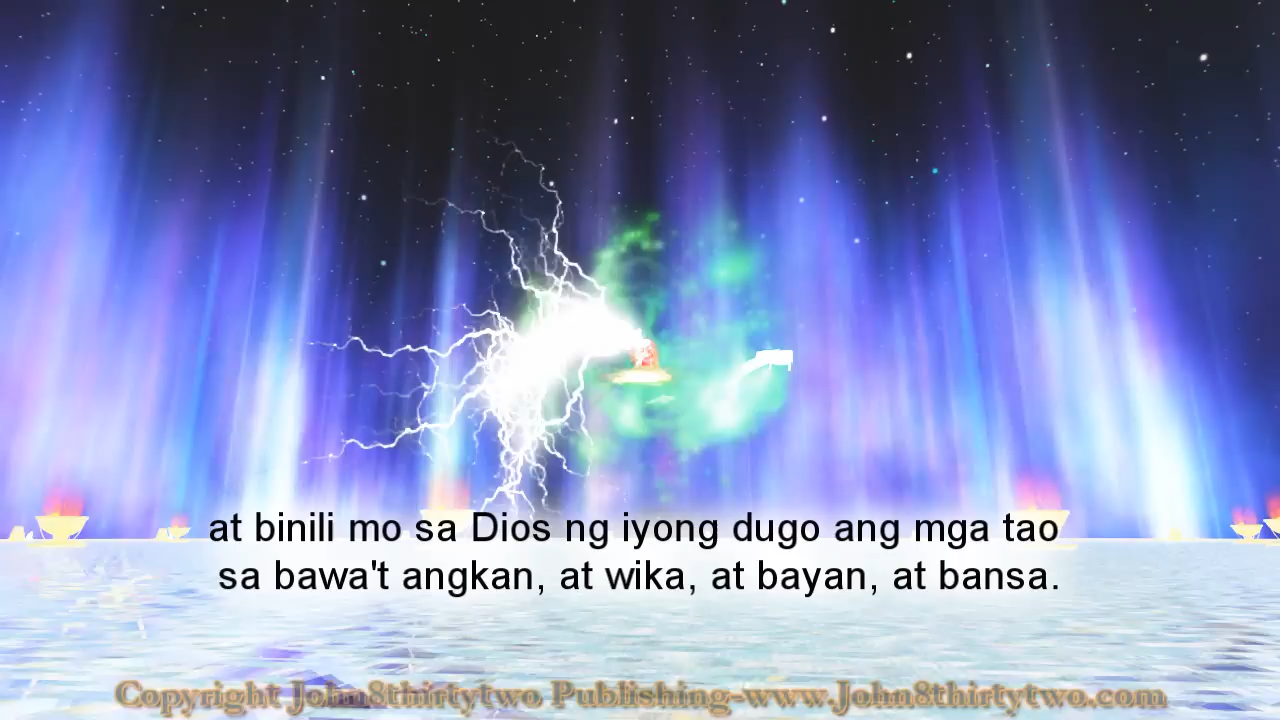 at binili mo sa Dios ng iyong dugo ang mga tao
sa bawa't angkan, at wika, at bayan, at bansa.
Copyright John8thirtytwo Publishing-www.John8thirtytwo.com